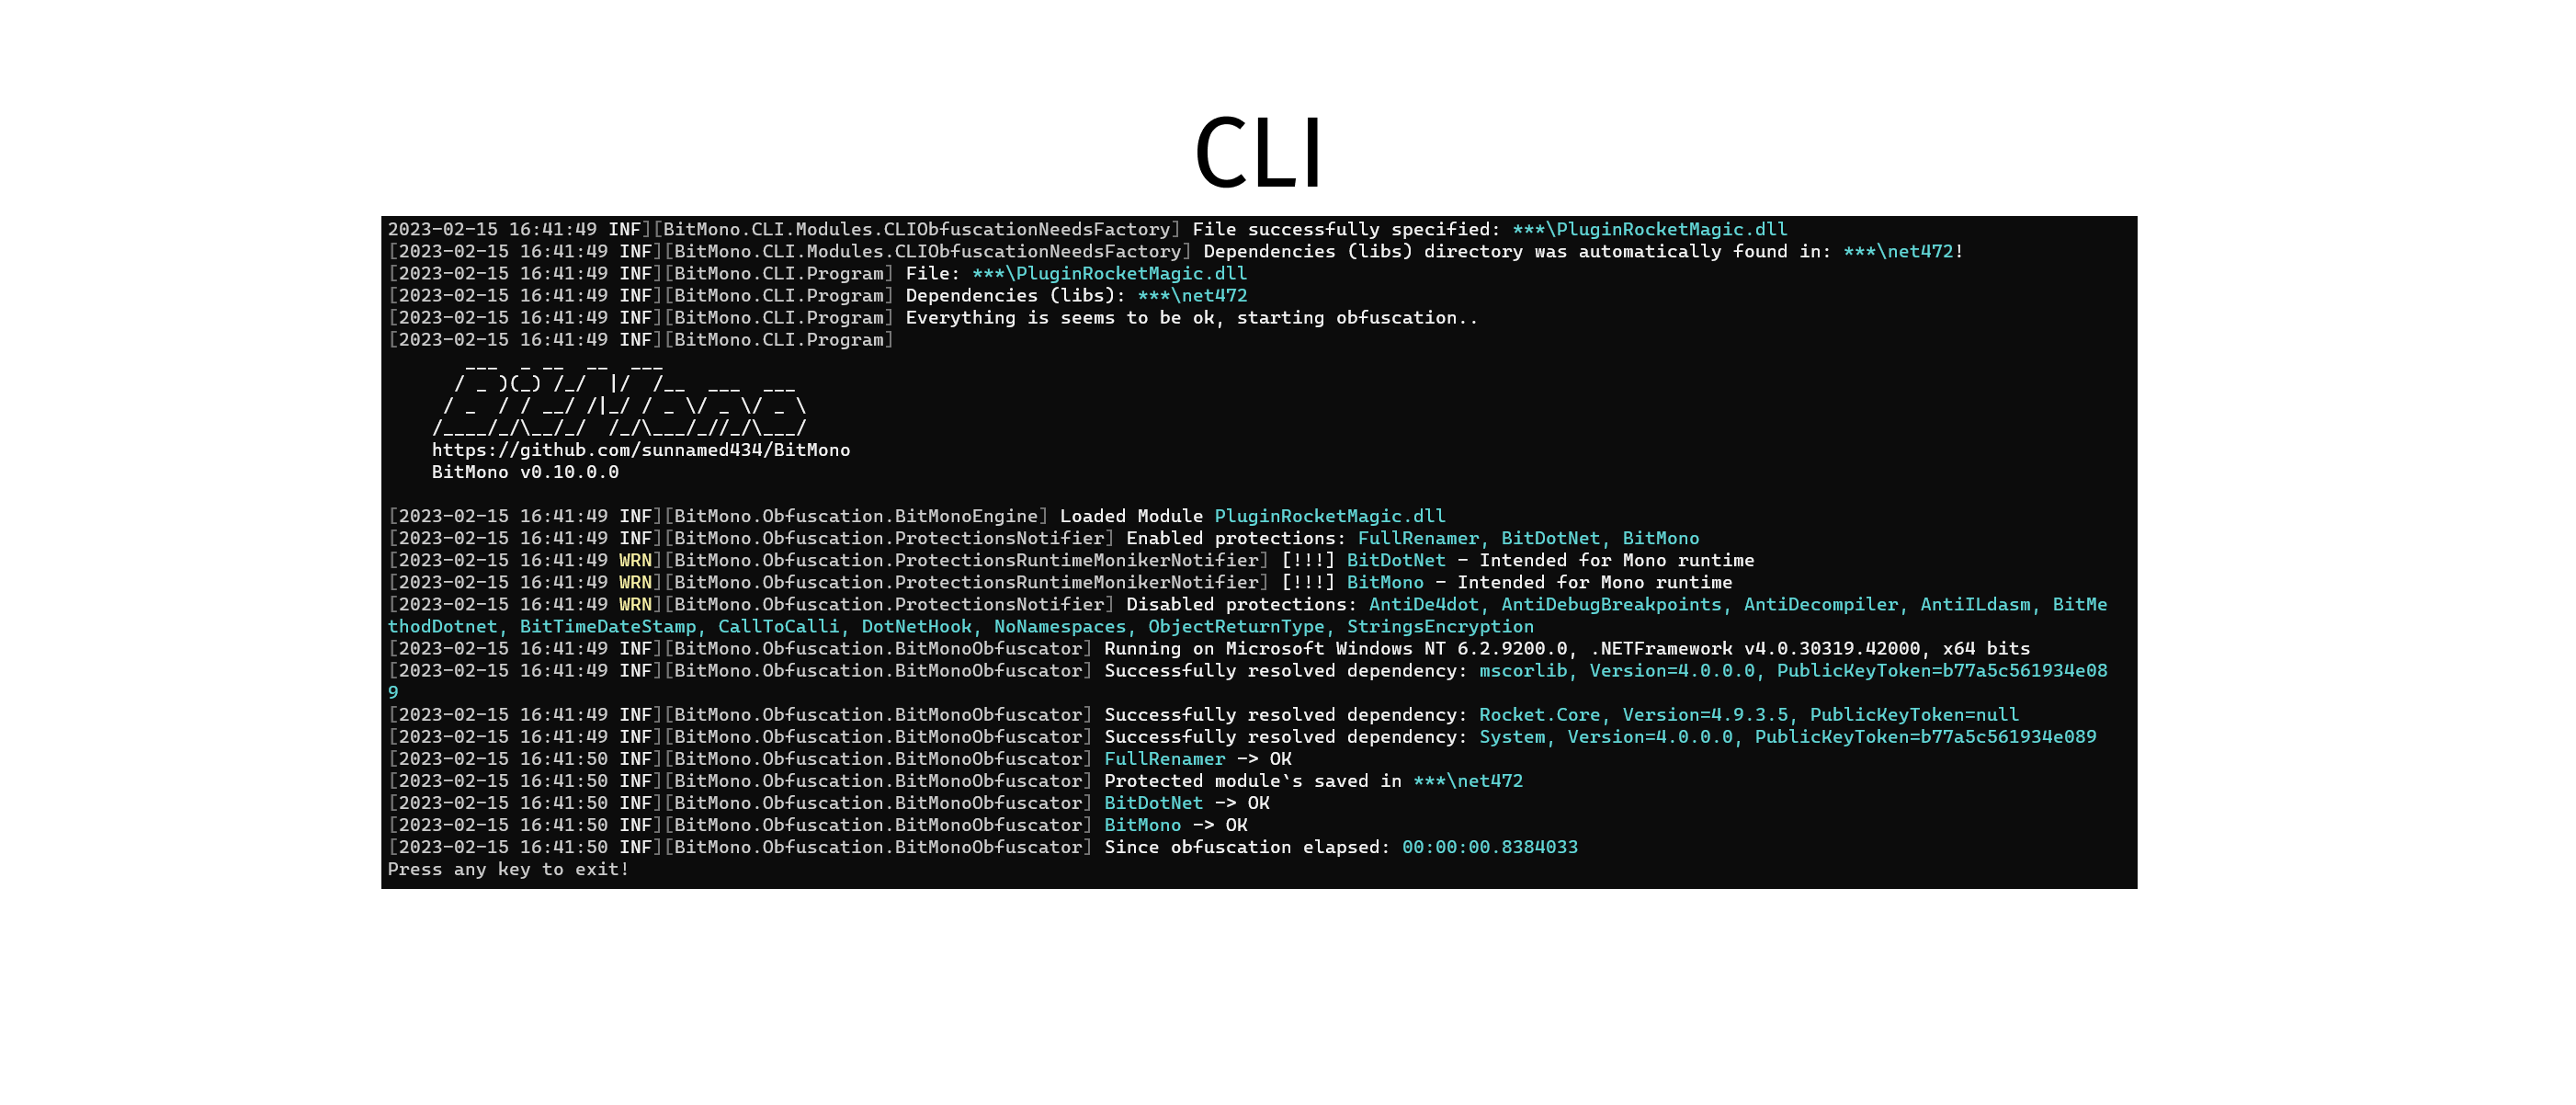 CLI
2023-02-15 16:41:49 INF][BitMono.CLI.Modules.CLIObfuscationNeedsFactory] File successfully specified: ***\PluginRocketMagic.dll
[2023-02-15 16:41:49 INF][BitMono.CLI.Modules.CLIObfuscationNeedsFactory] Dependencies (libs) directory was automatically found in: ***\net472!
[2023-02-15 16:41:49 INF][BitMono.CLI.Program] File: ***\PluginRocketMagic.dll
[2023-02-15 16:41:49 INF][BitMono.CLI.Program] Dependencies (libs): ***\net472
[2023-02-15 16:41:49 INF][BitMono.CLI.Program] Everything is seems to be ok, starting obfuscation..
[2023-02-15 16:41:49 INF][BitMono.CLI.Program]
       ___  _ __  __  ___
      / _ )(_) /_/  |/  /__  ___  ___
     / _  / / __/ /|_/ / _ \/ _ \/ _ \
    /____/_/\__/_/  /_/\___/_//_/\___/
    https://github.com/sunnamed434/BitMono
    BitMono v0.10.0.0
[2023-02-15 16:41:49 INF][BitMono.Obfuscation.BitMonoEngine] Loaded Module PluginRocketMagic.dll
[2023-02-15 16:41:49 INF][BitMono.Obfuscation.ProtectionsNotifier] Enabled protections: FullRenamer, BitDotNet, BitMono
[2023-02-15 16:41:49 WRN][BitMono.Obfuscation.ProtectionsRuntimeMonikerNotifier] [!!!] BitDotNet - Intended for Mono runtime
[2023-02-15 16:41:49 WRN][BitMono.Obfuscation.ProtectionsRuntimeMonikerNotifier] [!!!] BitMono - Intended for Mono runtime
[2023-02-15 16:41:49 WRN][BitMono.Obfuscation.ProtectionsNotifier] Disabled protections: AntiDe4dot, AntiDebugBreakpoints, AntiDecompiler, AntiILdasm, BitMe
thodDotnet, BitTimeDateStamp, CallToCalli, DotNetHook, NoNamespaces, ObjectReturnType, StringsEncryption
[2023-02-15 16:41:49 INF][BitMono.Obfuscation.BitMonoObfuscator] Running on Microsoft Windows NT 6.2.9200.0, .NETFramework v4.0.30319.42000, x64 bits
[2023-02-15 16:41:49 INF][BitMono.Obfuscation.BitMonoObfuscator] Successfully resolved dependency: mscorlib, Version=4.0.0.0, PublicKeyToken=b77a5c561934e08
9
[2023-02-15 16:41:49 INF][BitMono.Obfuscation.BitMonoObfuscator] Successfully resolved dependency: Rocket.Core, Version=4.9.3.5, PublicKeyToken=null
[2023-02-15 16:41:49 INF][BitMono.Obfuscation.BitMonoObfuscator] Successfully resolved dependency: System, Version=4.0.0.0, PublicKeyToken=b77a5c561934e089
[2023-02-15 16:41:50 INF][BitMono.Obfuscation.BitMonoObfuscator] FullRenamer -> OK
[2023-02-15 16:41:50 INF][BitMono.Obfuscation.BitMonoObfuscator] Protected module`s saved in ***\net472
[2023-02-15 16:41:50 INF][BitMono.Obfuscation.BitMonoObfuscator] BitDotNet -> OK
[2023-02-15 16:41:50 INF][BitMono.Obfuscation.BitMonoObfuscator] BitMono -> OK
[2023-02-15 16:41:50 INF][BitMono.Obfuscation.BitMonoObfuscator] Since obfuscation elapsed: 00:00:00.8384033
Press any key to exit!